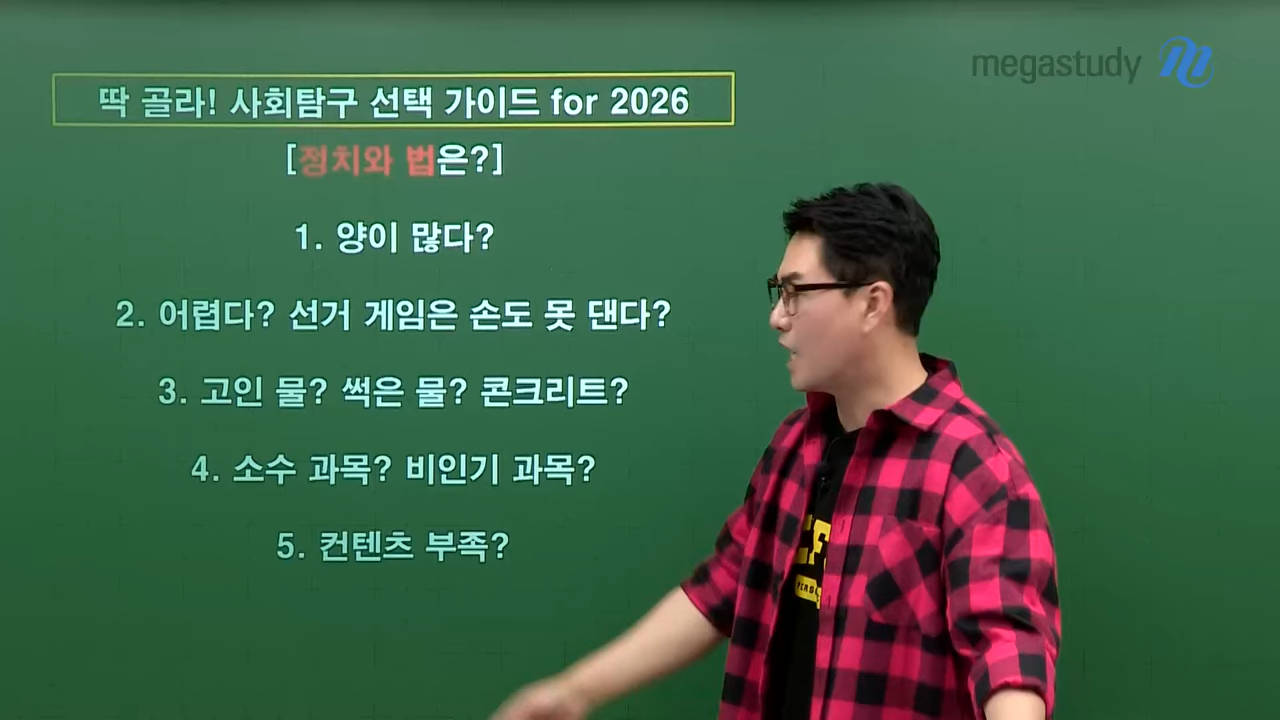 megastudy
딱 골라! 사회탐구 선택 가이드 for 2026
[정치와 법은?]
1. 양이 많다?
2. 어렵다? 선거 게임은 손도 못 댄다?
3. 고인 물? 썩은 물? 콘크리트?
4. 소수 과목? 비인기 과목?
5. 컨텐츠 부족?